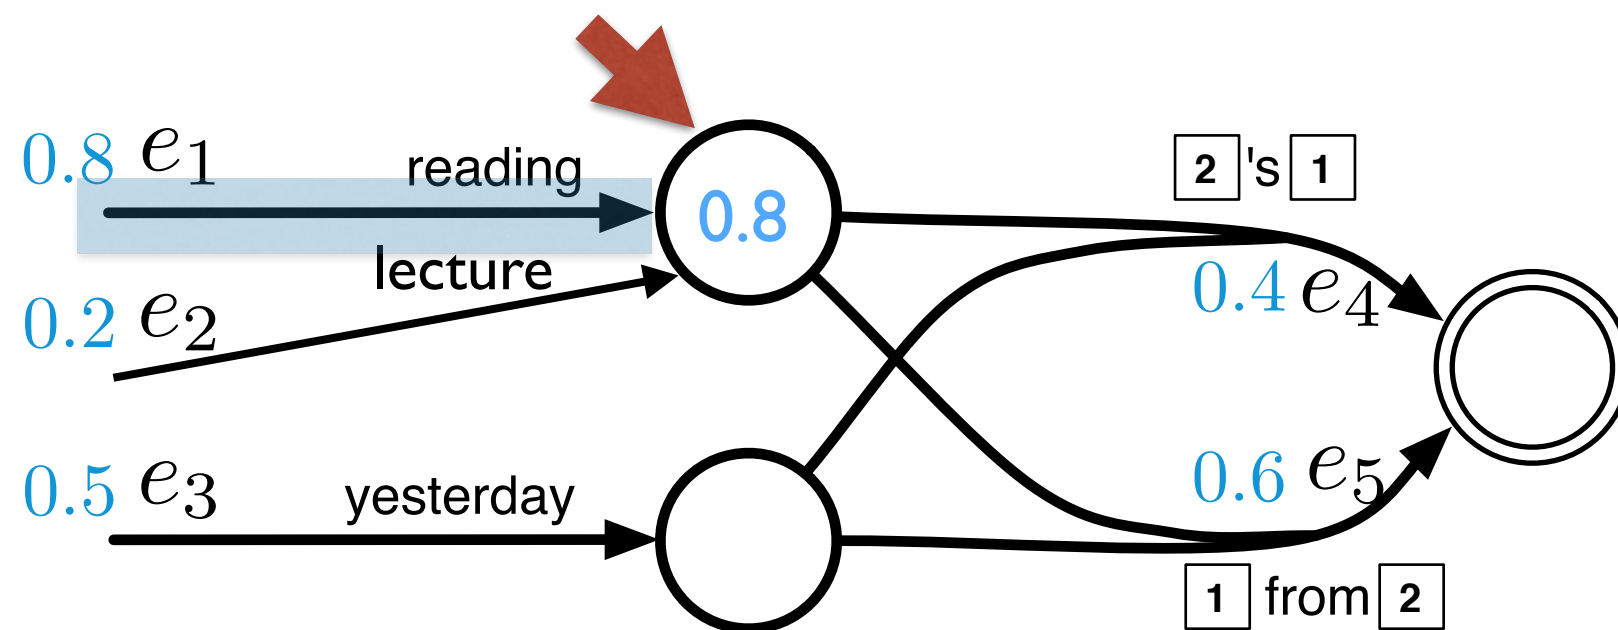 0.8 e1 reading
0.8
2 's 1
lecture
0.2 e2
0.4 e4
0.5 e3 yesterday
0.6 e5
1 from 2